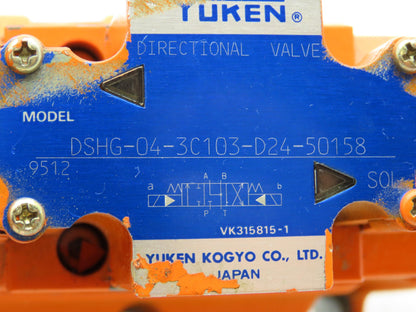 YUKEN®
DIRECTIONAL VALVE
MODEL
DSHG-04-3C103-D24-50158
9512
SOL
A B
a b
P T
VK315815-1
YUKEN KOGYO CO., LTD.
JAPAN